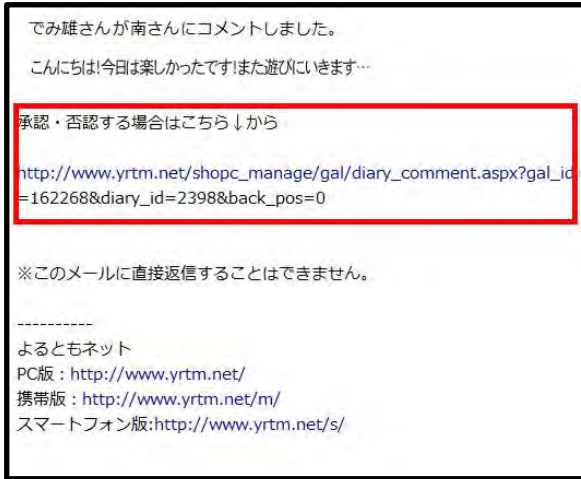 でみ雄さんが南さんにコメントしました。
こんにちは!今日は楽しかったです!また遊びにいきます…
承認・否認する場合はこちら↓から
http://www.yrtm.net/shopc_manage/gal/diary_comment.aspx?gal_id
=162268&diary_id=2398&back_pos=0
※このメールに直接返信することはできません。
----------
よるともネット
PC版：http://www.yrtm.net/
携帯版：http://www.yrtm.net/m/
スマートフォン版:http://www.yrtm.net/s/